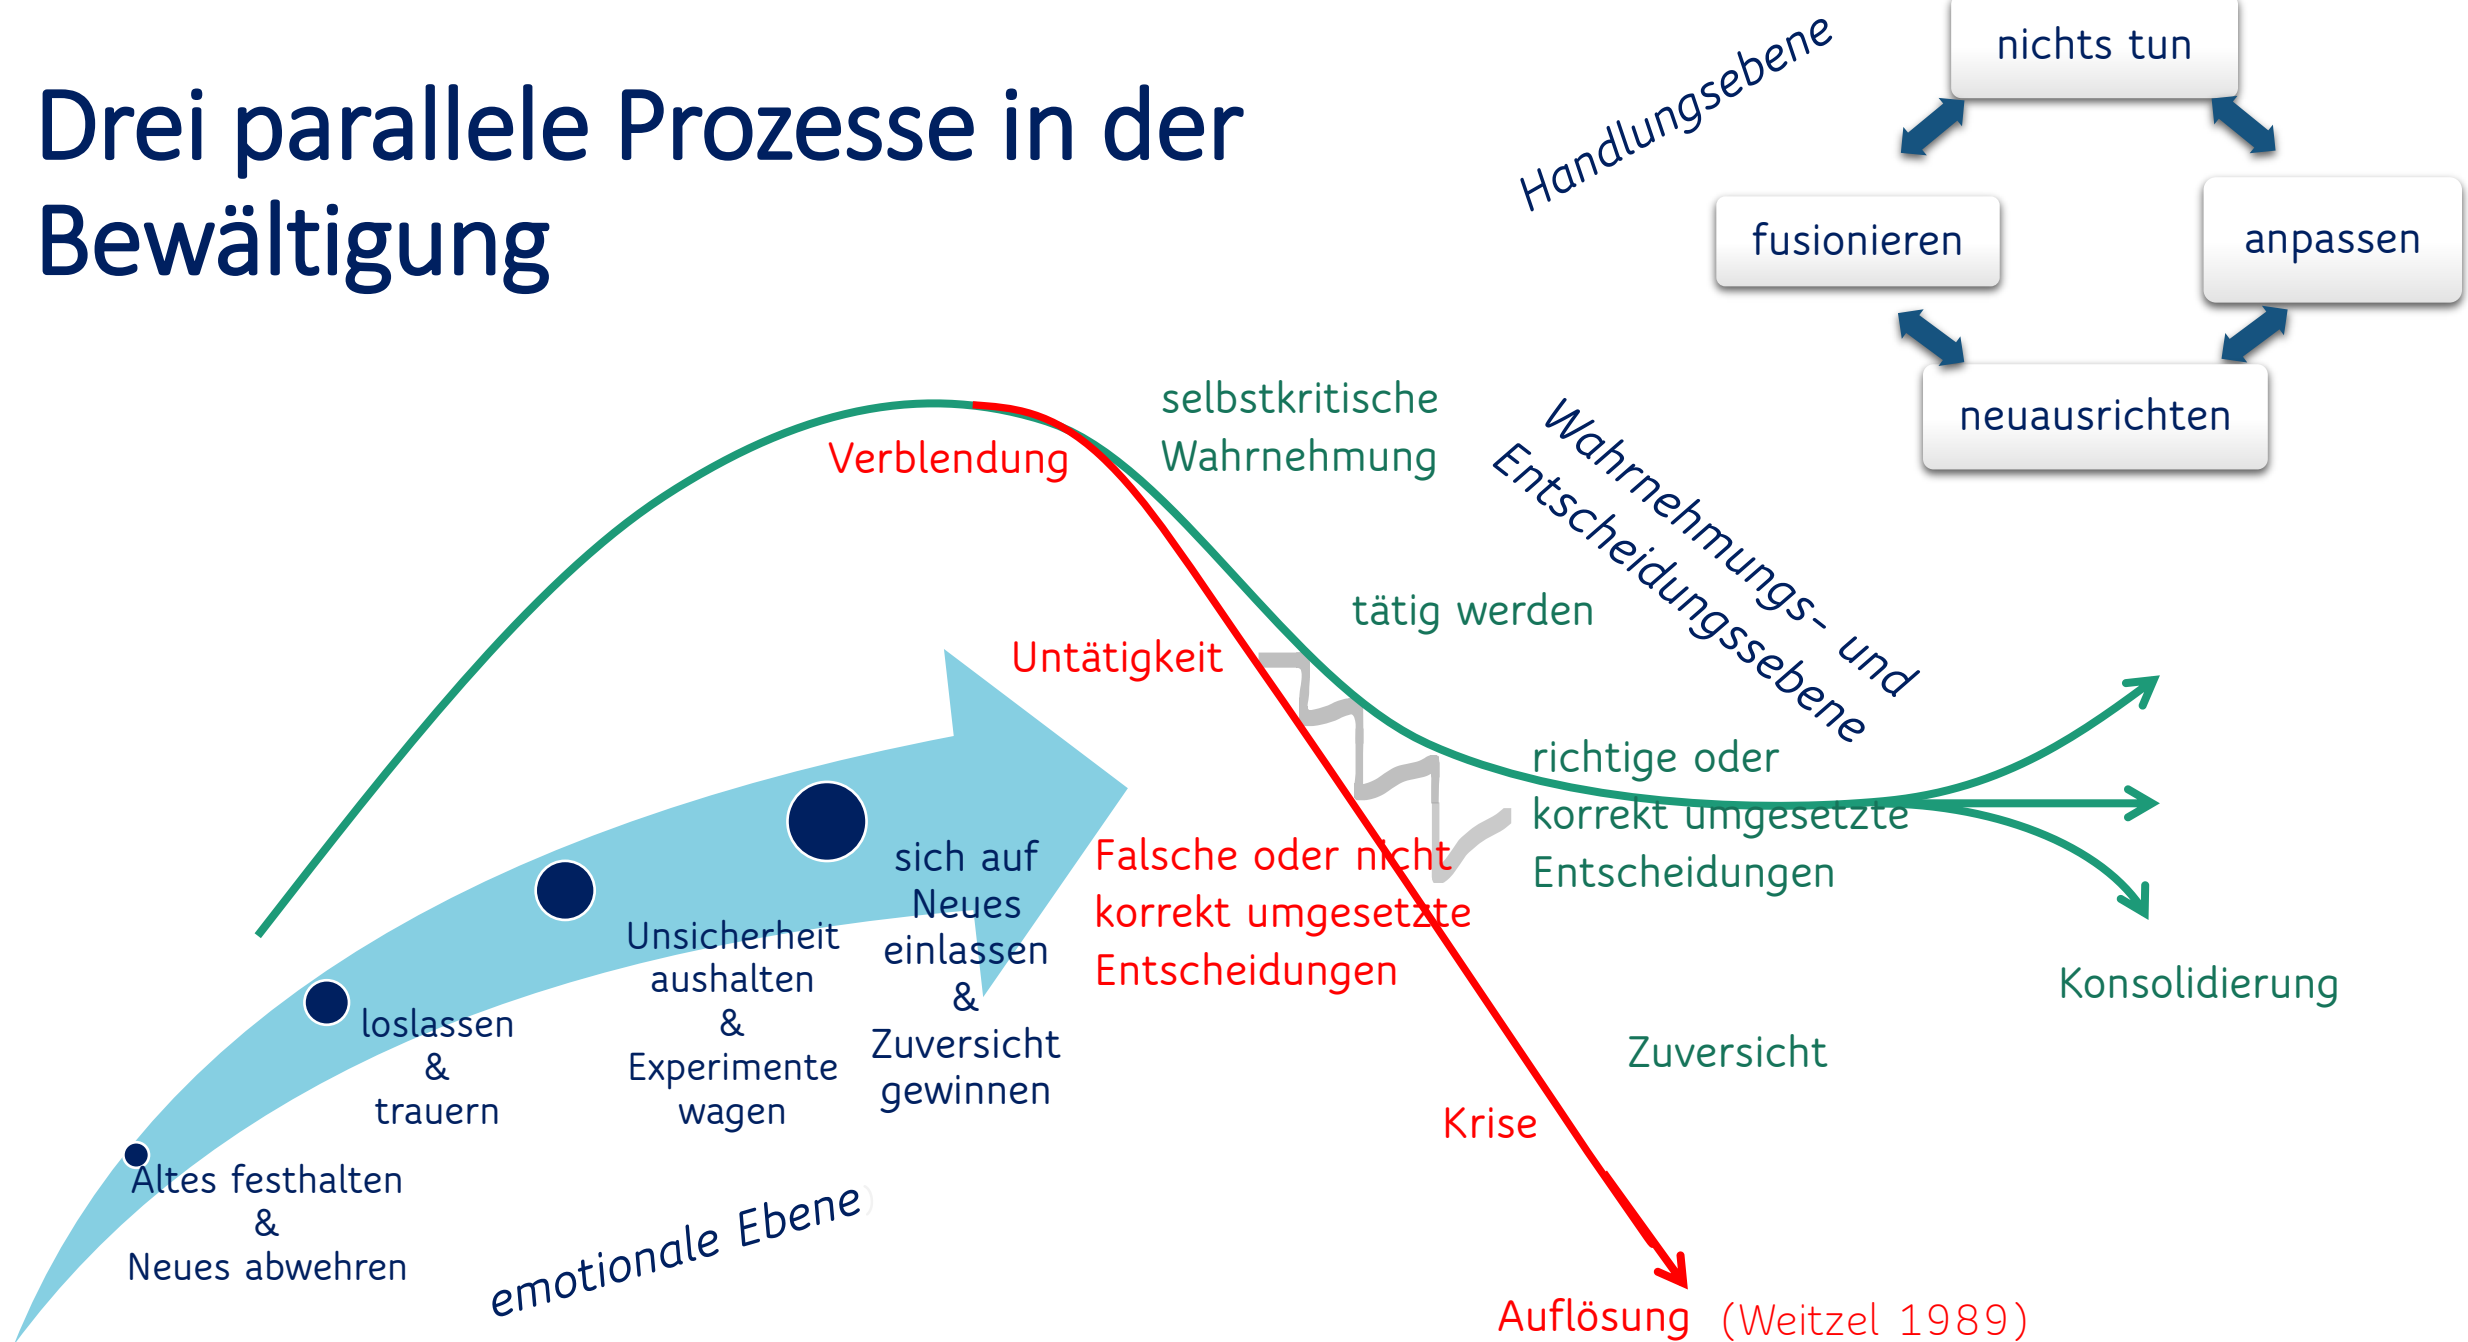 Drei parallele Prozesse in der
Bewältigung
Handlungsebene
nichts tun
fusionieren
anpassen
neuausrichten
selbstkritische
Wahrnehmung
Verblendung
Wahrnehmungs- und
Entscheidungssebene
tätig werden
Untätigkeit
richtige oder
korrekt umgesetzte
Entscheidungen
Falsche oder nicht
korrekt umgesetzte
Entscheidungen
sich auf
Neues
einlassen
&
Zuversicht
gewinnen
Unsicherheit
aushalten
&
Experimente
wagen
loslassen
&
trauern
Altes festhalten
&
Neues abwehren
emotionale Ebene)
Konsolidierung
Zuversicht
Krise
Auflösung (Weitzel 1989)